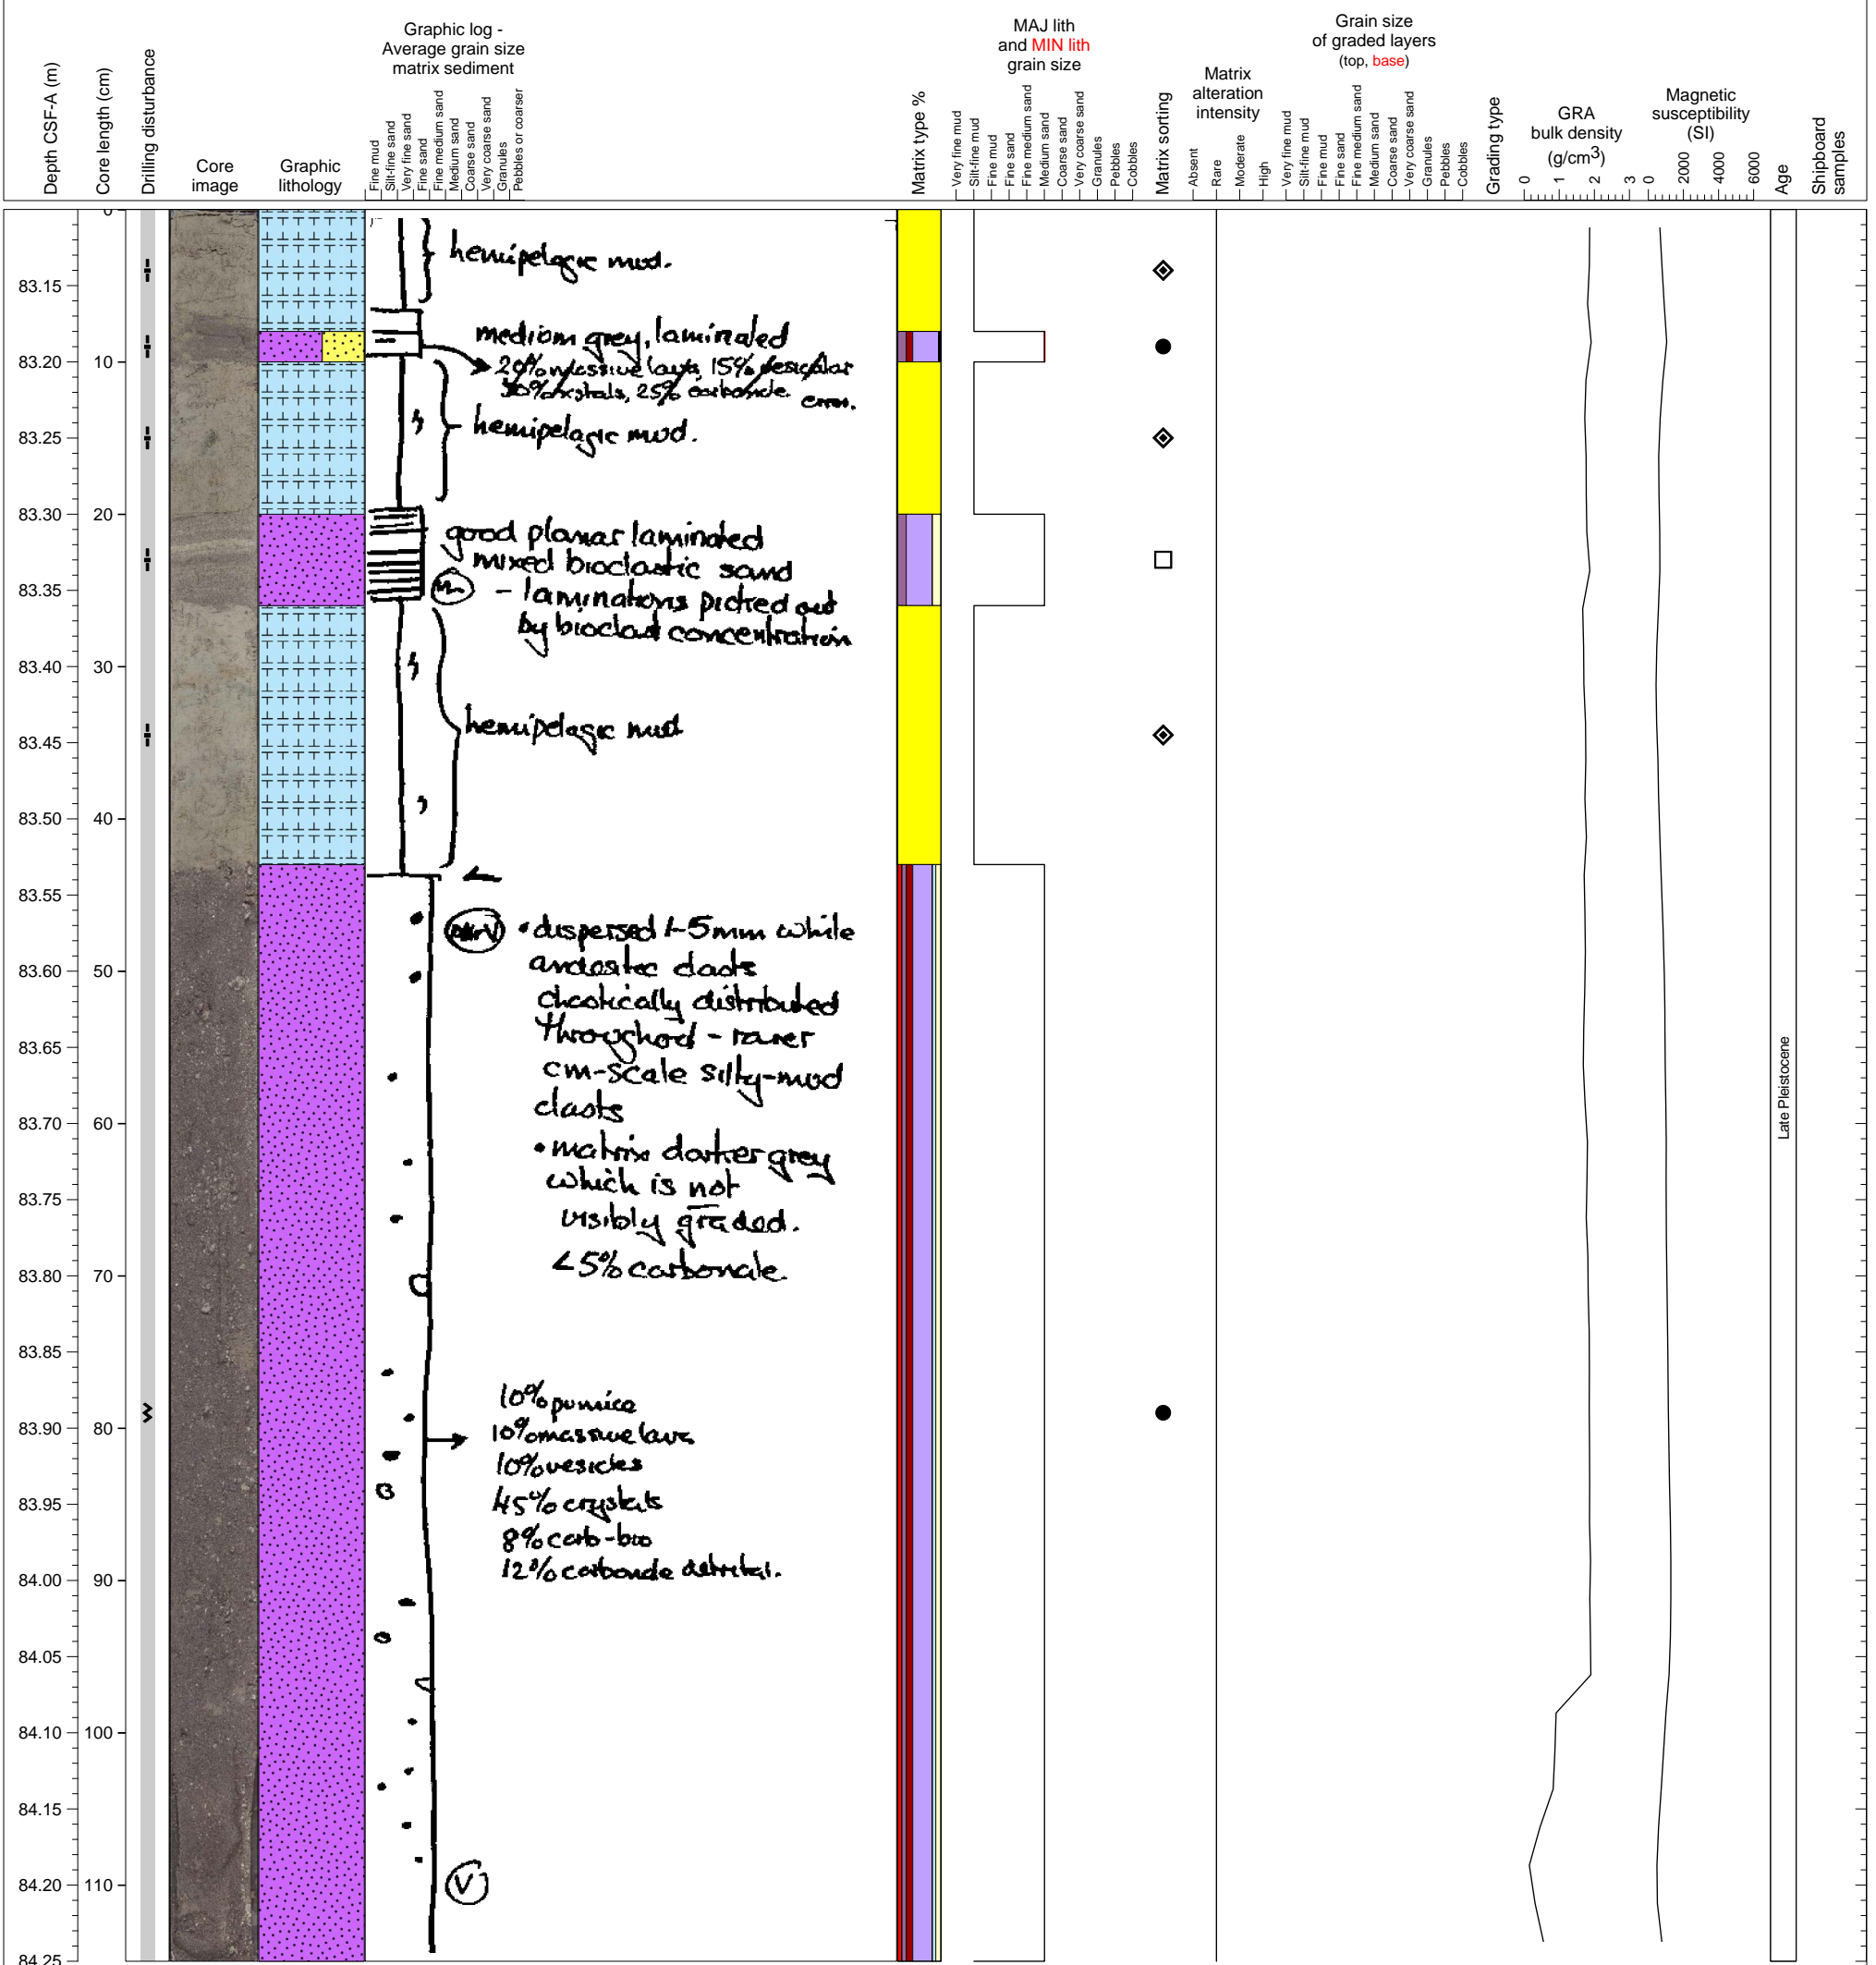 Graphic log -
Average grain size
matrix sediment
MAJ lith
and MIN lith
grain size
Grain size
of graded layers
(top, base)
Matrix
alteration
intensity
GRA
bulk density
(g/cm3)
Magnetic
susceptibility
(SI)
Depth CSF-A (m)
Core length (cm)
Drilling disturbance
Core
image
Graphic
lithology
Fine mud
Silt-fine sand
Very fine sand
Fine sand
Fine medium sand
Medium sand
Coarse sand
Very coarse sand
Granules
Pebbles or coarser
Matrix type %
Very fine mud
Silt-fine mud
Fine mud
Fine sand
Fine medium sand
Medium sand
Coarse sand
Very coarse sand
Granules
Pebbles
Cobbles
Matrix sorting
Absent
Rare
Moderate
High
Very fine mud
Silt-fine mud
Fine mud
Fine sand
Fine medium sand
Medium sand
Coarse sand
Very coarse sand
Granules
Pebbles
Cobbles
Grading type
0 1 2 3
0 2000 4000 6000
Age
Shipboard
samples
0
hemipelagic mud.
83.15
medium grey, laminated
83.20 10
20% massive lava, 15% vesicular
30% crystals, 25% carbonate error.
83.25
hemipelagic mud.
83.30 20
good planar laminated
mixed bioclastic sand
83.35
- laminations picked out
by bioclast concentration
83.40 30
83.45
hemipelagic mud
83.50 40
83.55
• dispersed 1-5mm white
83.60 50
andesitic clasts
chaotically distributed
83.65
throughout - rarer
cm-scale silty-mud
clasts
83.70 60
• matrix darker grey
83.75
which is not
visibly graded.
<5% carbonate.
83.80 70
83.85
10% pumice
83.90 80
10% massive lava
10% vesicles
83.95
45% crystals
8% carb-bio
12% carbonate detrital.
84.00 90
84.05
84.10 100
84.15
84.20 110
V
84.25
Late Pleistocene